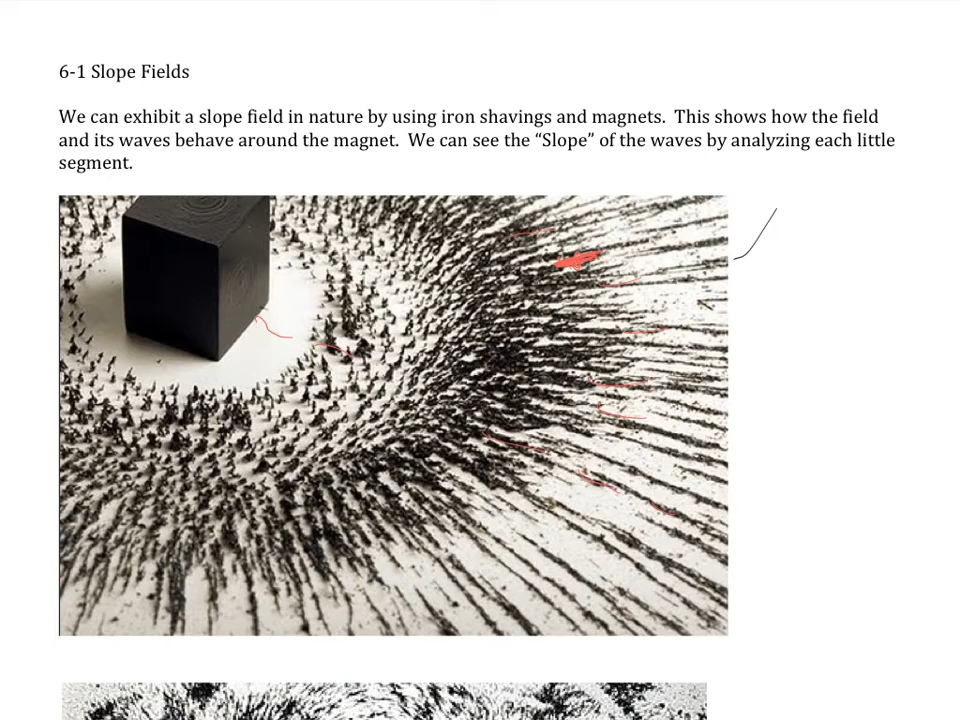 6-1 Slope Fields
We can exhibit a slope field in nature by using iron shavings and magnets.  This shows how the field
and its waves behave around the magnet.  We can see the “Slope” of the waves by analyzing each little
segment.